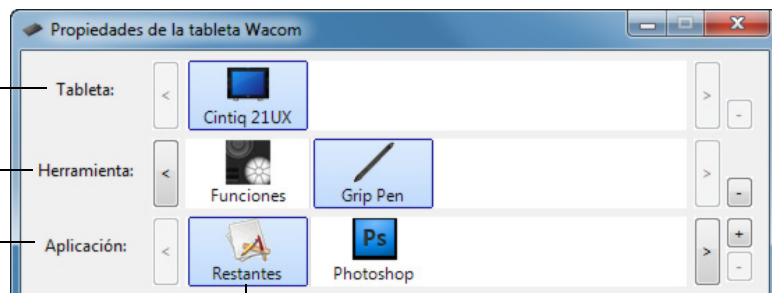 Propiedades de la tableta Wacom
Tableta:
<
Cintiq 21UX
>
-
Herramienta:
<
Funciones
Grip Pen
>
-
Aplicación:
<
Restantes
Ps
Photoshop
>
+
-